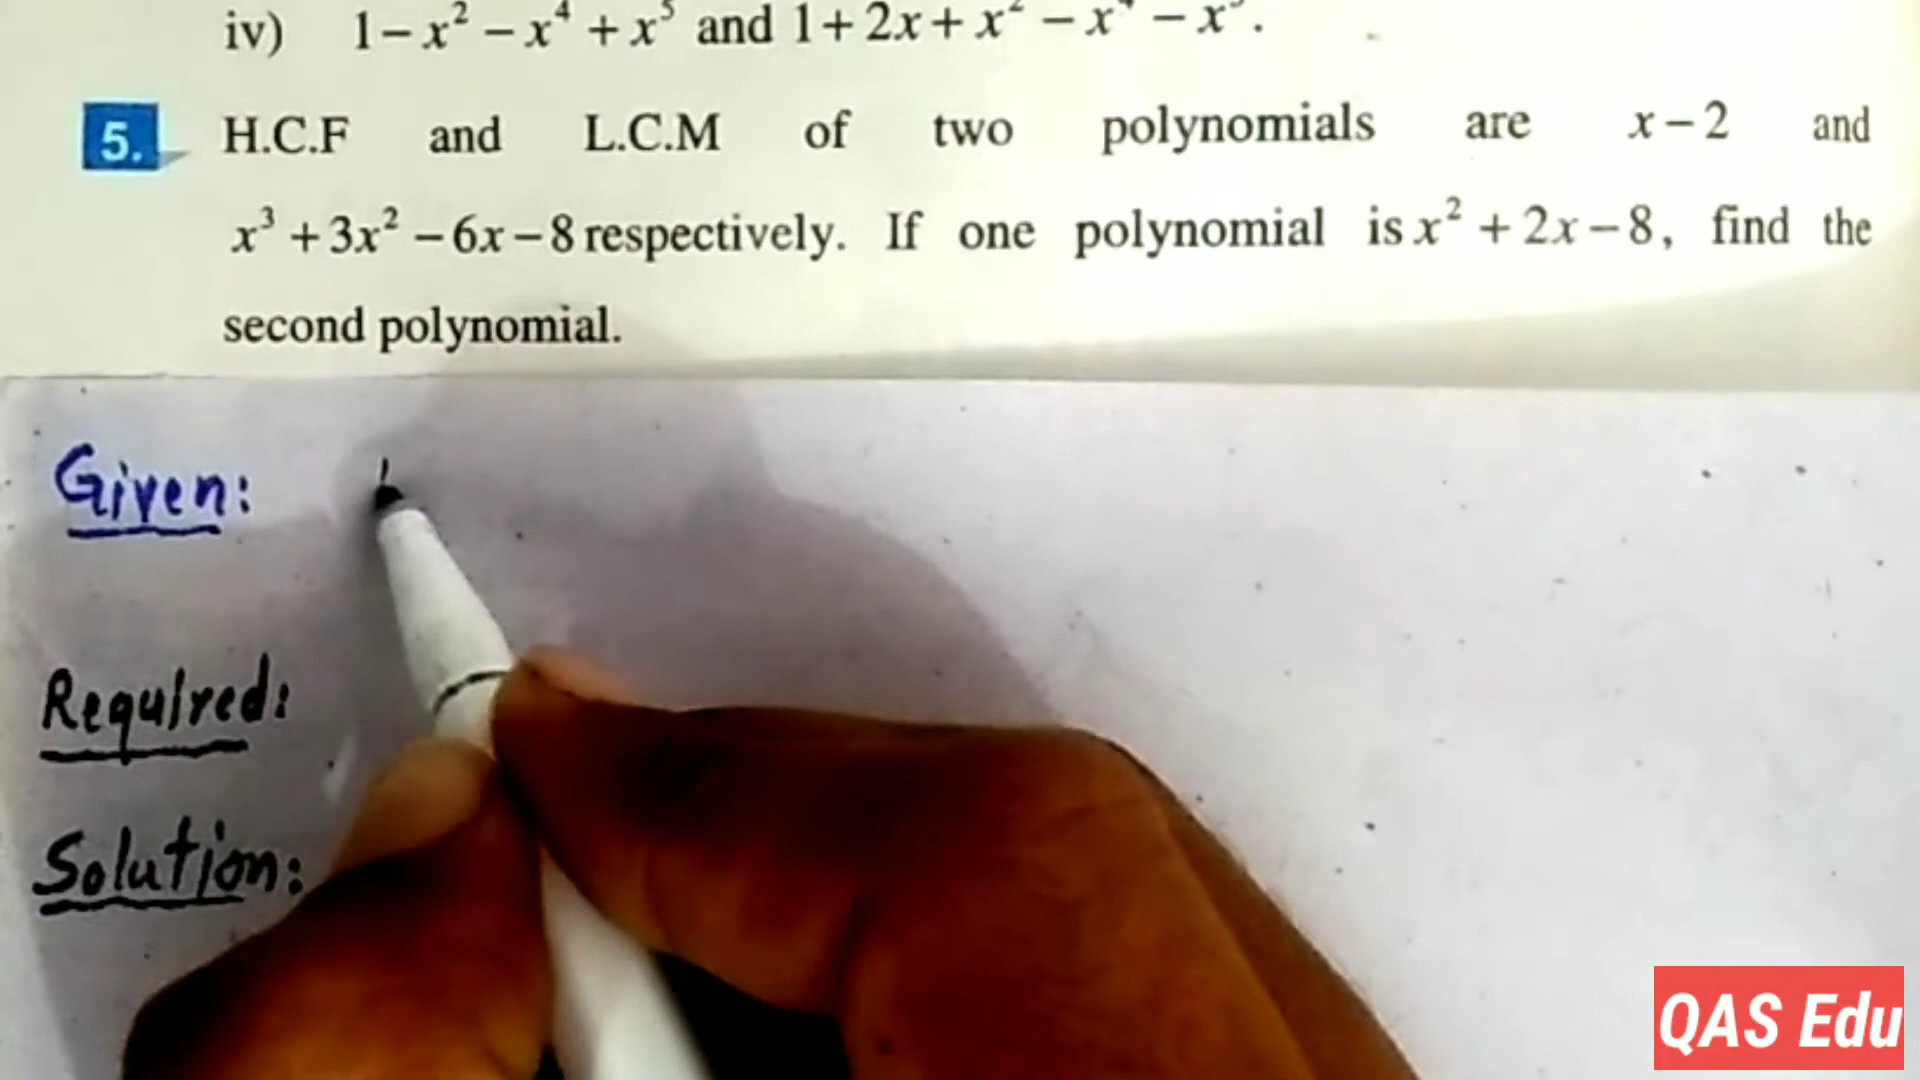 iv) 1 − x² − x⁴ + x⁵ and 1 + 2x + x² − x⁴ − x⁵.
5. H.C.F and L.C.M of two polynomials are x − 2 and
x³ + 3x² − 6x − 8 respectively. If one polynomial is x² + 2x − 8, find the
second polynomial.
Given:
Required:
Solution:
QAS Edu